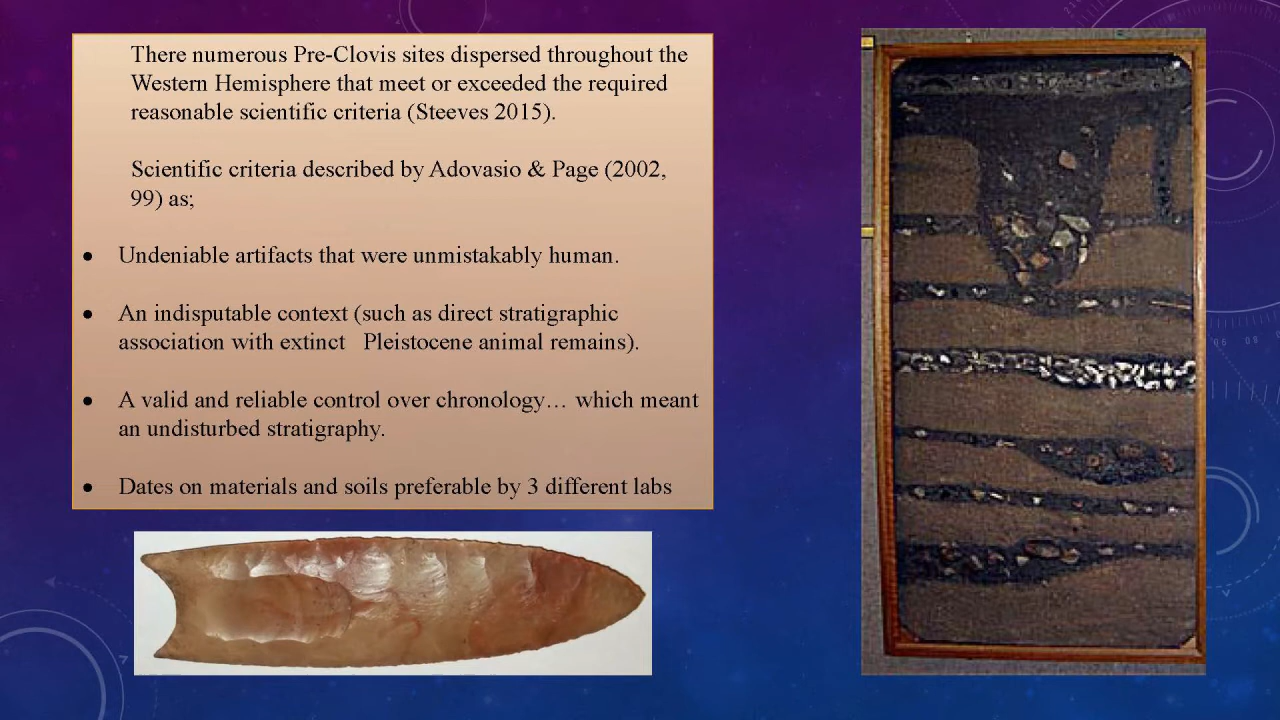 There numerous Pre-Clovis sites dispersed throughout the
Western Hemisphere that meet or exceeded the required
reasonable scientific criteria (Steeves 2015).
Scientific criteria described by Adovasio & Page (2002,
99) as;
• Undeniable artifacts that were unmistakably human.
• An indisputable context (such as direct stratigraphic
association with extinct   Pleistocene animal remains).
• A valid and reliable control over chronology… which meant
an undisturbed stratigraphy.
• Dates on materials and soils preferable by 3 different labs